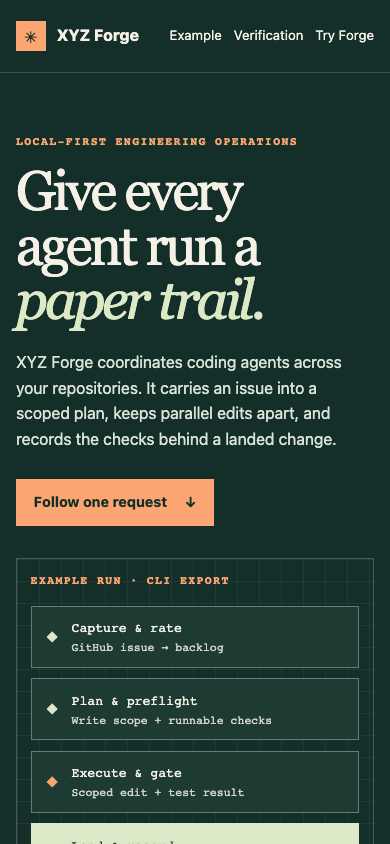 XYZ Forge
Example Verification Try Forge
LOCAL-FIRST ENGINEERING OPERATIONS
Give every
agent run a
paper trail.
XYZ Forge coordinates coding agents across
your repositories. It carries an issue into a
scoped plan, keeps parallel edits apart, and
records the checks behind a landed change.
Follow one request ↓
EXAMPLE RUN · CLI EXPORT
Capture & rate
GitHub issue → backlog
Plan & preflight
Write scope + runnable checks
Execute & gate
Scoped edit + test result